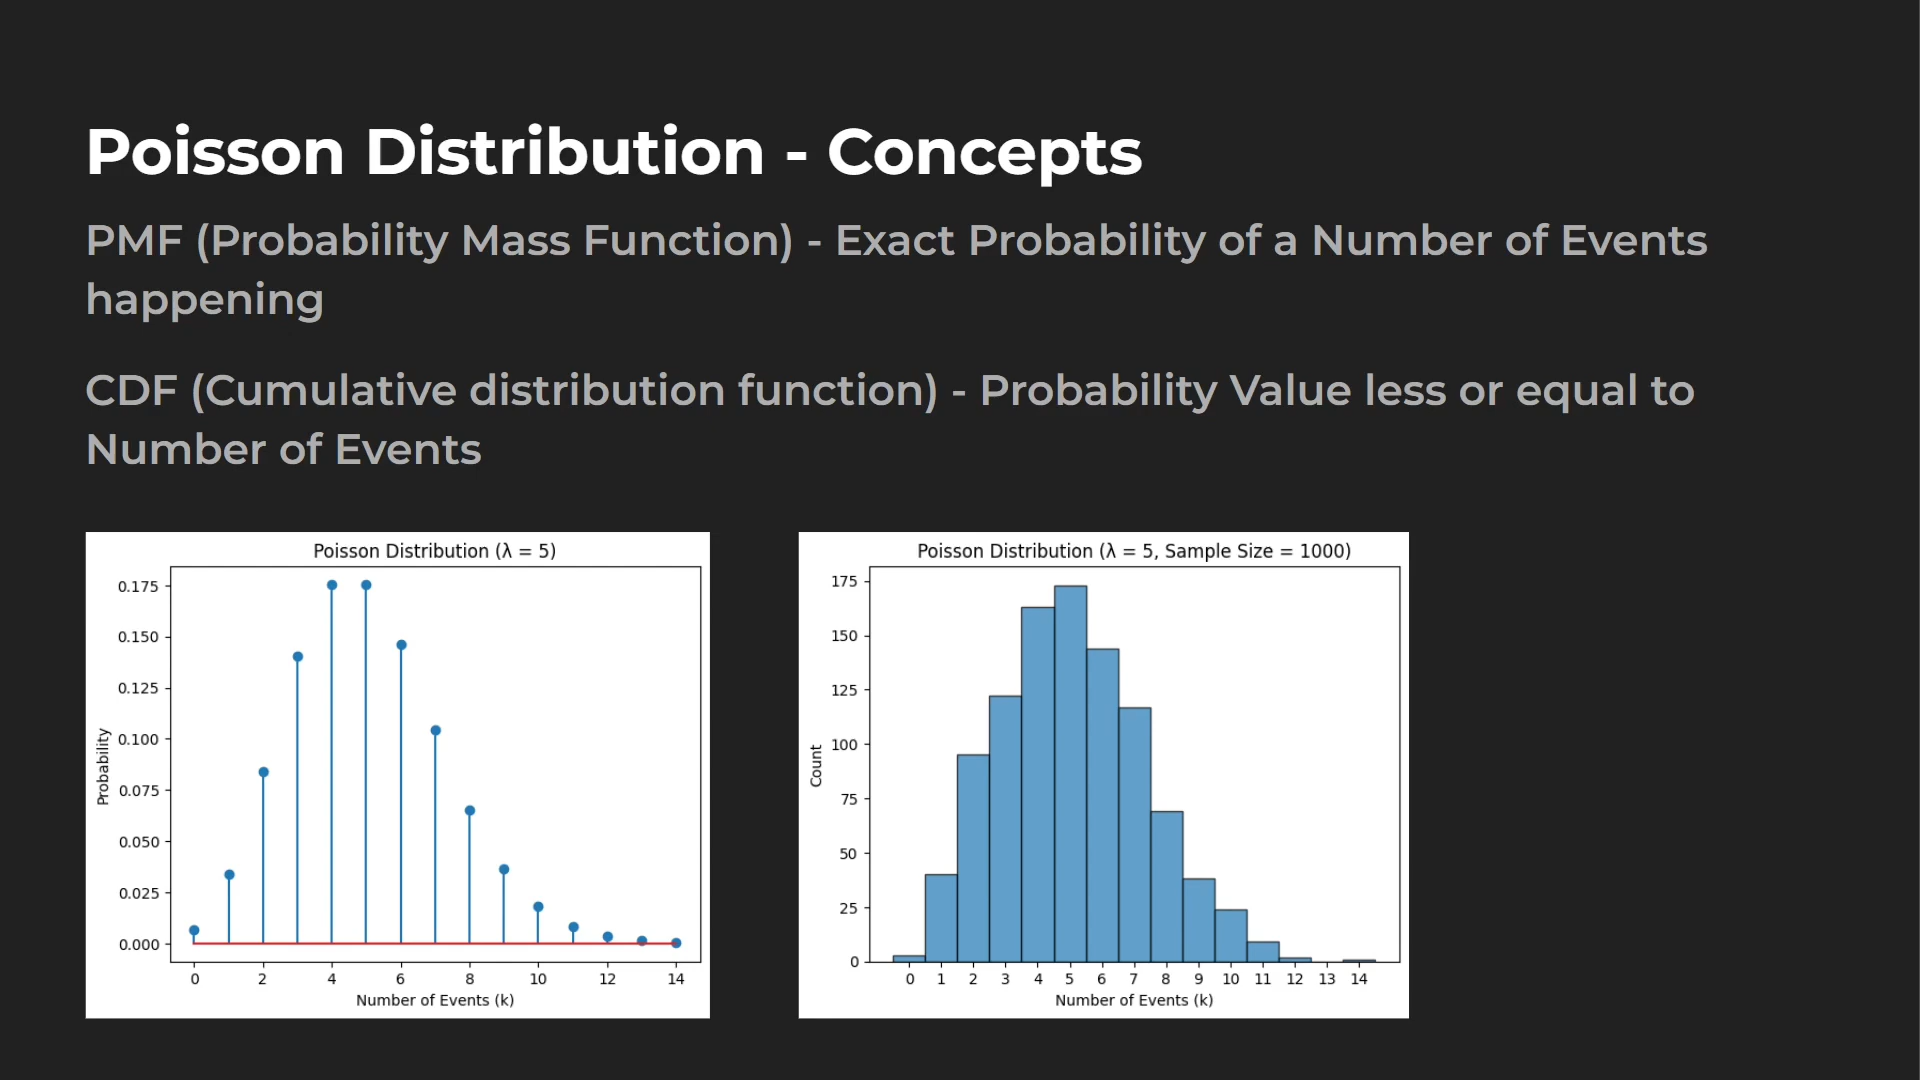 Poisson Distribution - Concepts
PMF (Probability Mass Function) - Exact Probability of a Number of Events
happening
CDF (Cumulative distribution function) - Probability Value less or equal to
Number of Events
Poisson Distribution (λ = 5)
Probability
0.175
0.150
0.125
0.100
0.075
0.050
0.025
0.000
0 2 4 6 8 10 12 14
Number of Events (k)
Poisson Distribution (λ = 5, Sample Size = 1000)
Count
175
150
125
100
75
50
25
0
0 1 2 3 4 5 6 7 8 9 10 11 12 13 14
Number of Events (k)